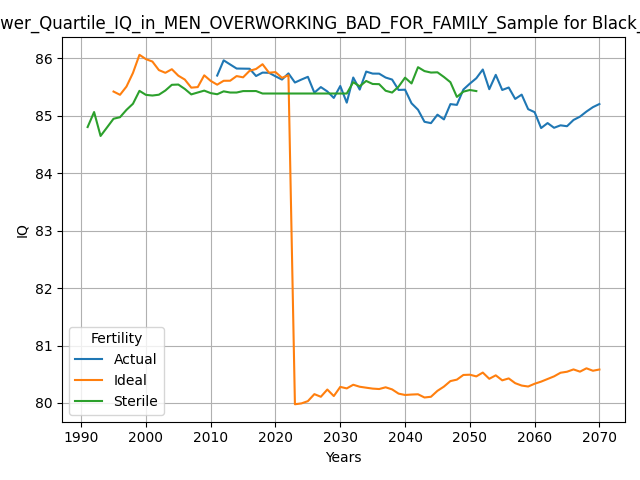 wer_Quartile_IQ_in_MEN_OVERWORKING_BAD_FOR_FAMILY_Sample for Black_
86
85
84
83
82
81
80
IQ
Fertility
Actual
Ideal
Sterile
1990 2000 2010 2020 2030 2040 2050 2060 2070
Years